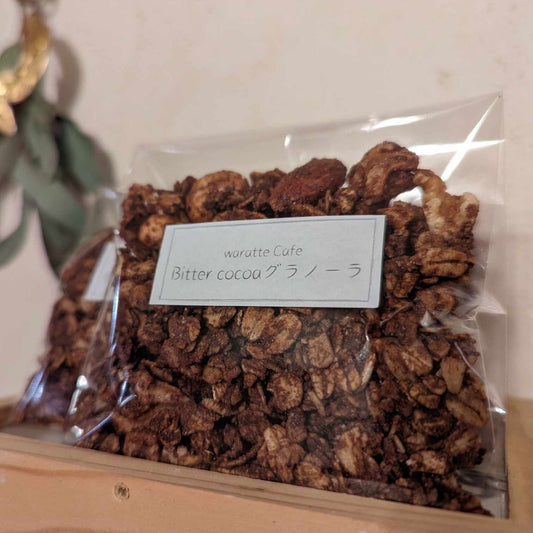 waratte Cafe
Bitter cocoaグラノーラ